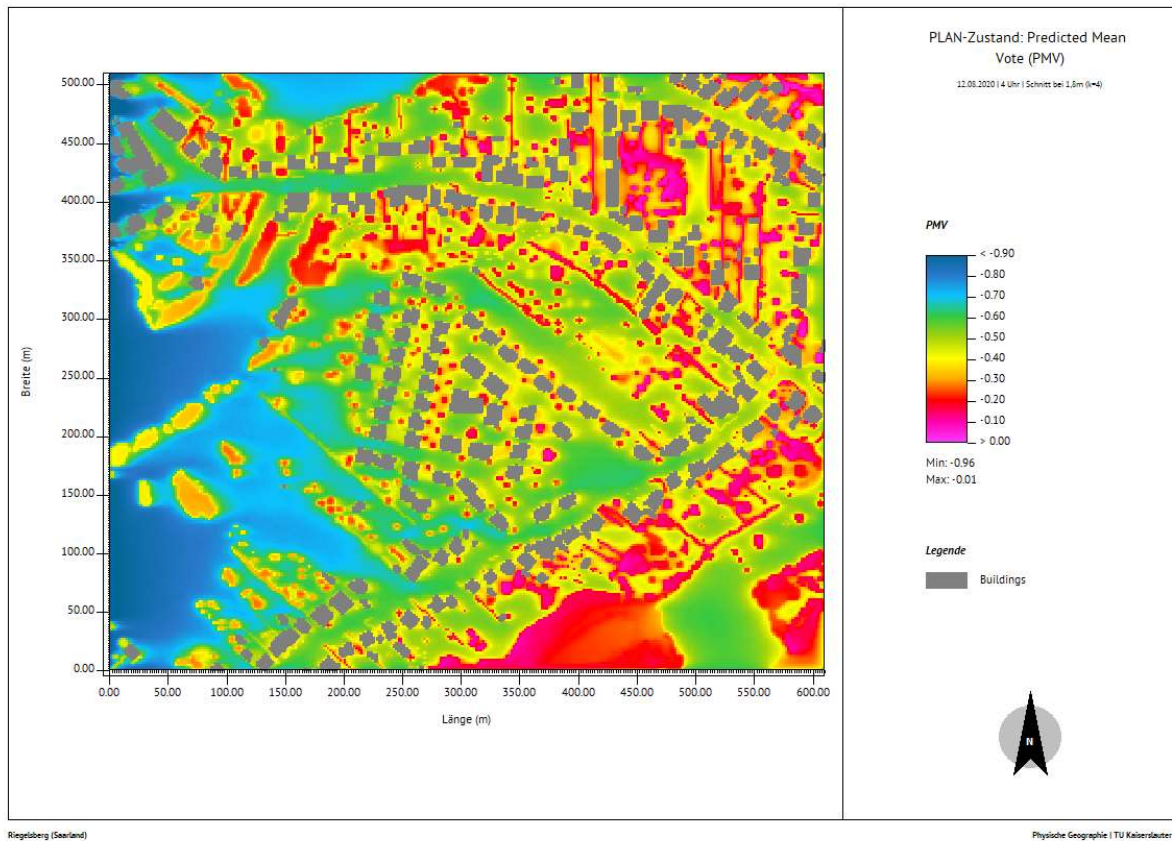 PLAN-Zustand: Predicted Mean
Vote (PMV)
12.08.2020 | 4 Uhr | Schnitt bei 1,8m (k=4)
500.00
450.00
400.00
350.00
300.00
250.00
200.00
150.00
100.00
50.00
0.00
Breite (m)
0.00 50.00 100.00 150.00 200.00 250.00 300.00 350.00 400.00 450.00 500.00 550.00 600.00
Länge (m)
PMV
< -0.90
-0.80
-0.70
-0.60
-0.50
-0.40
-0.30
-0.20
-0.10
> 0.00
Min: -0.96
Max: -0.01
Legende
Buildings
N
Riegelsberg (Saarland)
Physische Geographie | TU Kaiserslauter